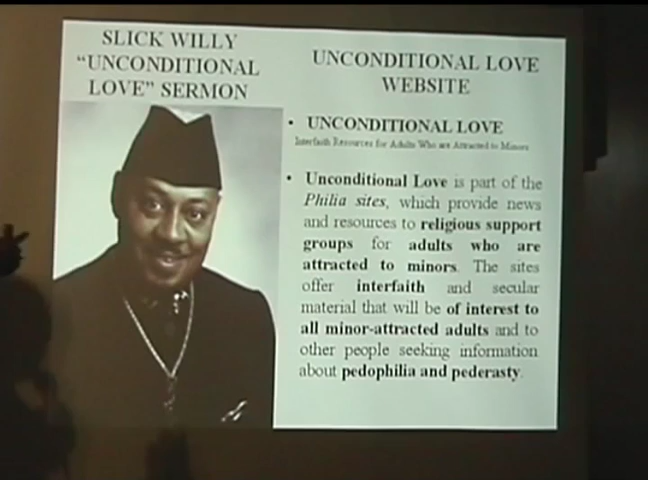 SLICK WILLY
“UNCONDITIONAL
LOVE” SERMON
UNCONDITIONAL LOVE
WEBSITE
• UNCONDITIONAL LOVE
Interfaith Resources for Adults Who are Attracted to Minors
• Unconditional Love is part of the
Philia sites, which provide news
and resources to religious support
groups for adults who are
attracted to minors. The sites
offer interfaith and secular
material that will be of interest to
all minor-attracted adults and to
other people seeking information
about pedophilia and pederasty.